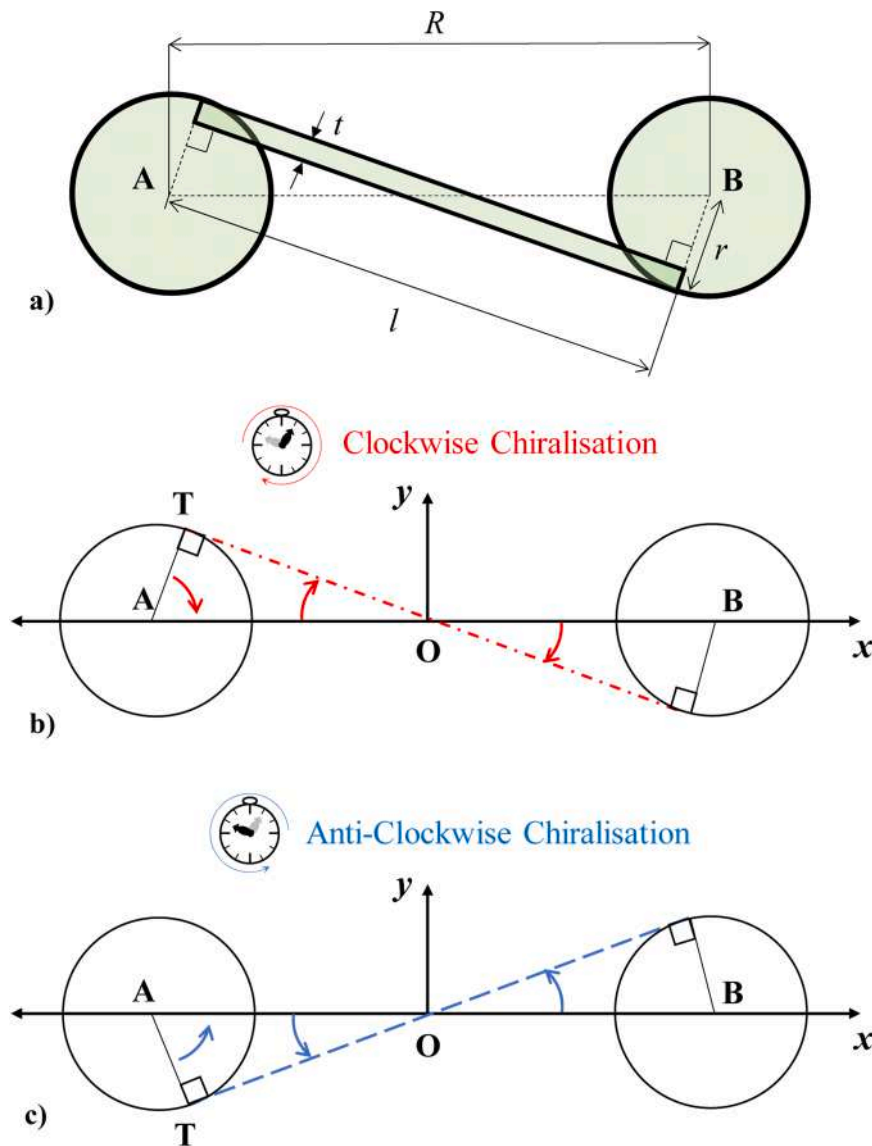 R
t
A
B
r
l
a)
Clockwise Chiralisation
y
T
A
B
O
x
b)
Anti-Clockwise Chiralisation
y
A
B
O
x
c)
T